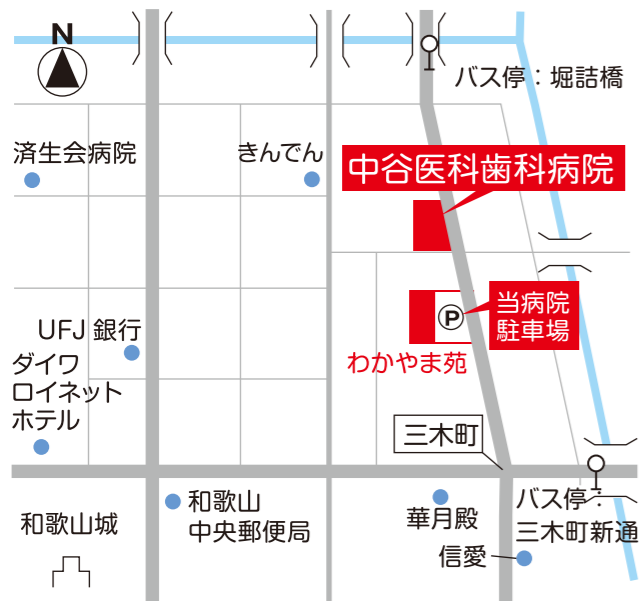 N
バス停：堀詰橋
済生会病院
きんでん
中谷医科歯科病院
当病院
駐車場
P
UFJ 銀行
わかやま苑
ダイワ
ロイネット
ホテル
三木町
和歌山
中央郵便局
和歌山城
華月殿
バス停：
三木町新通
信愛